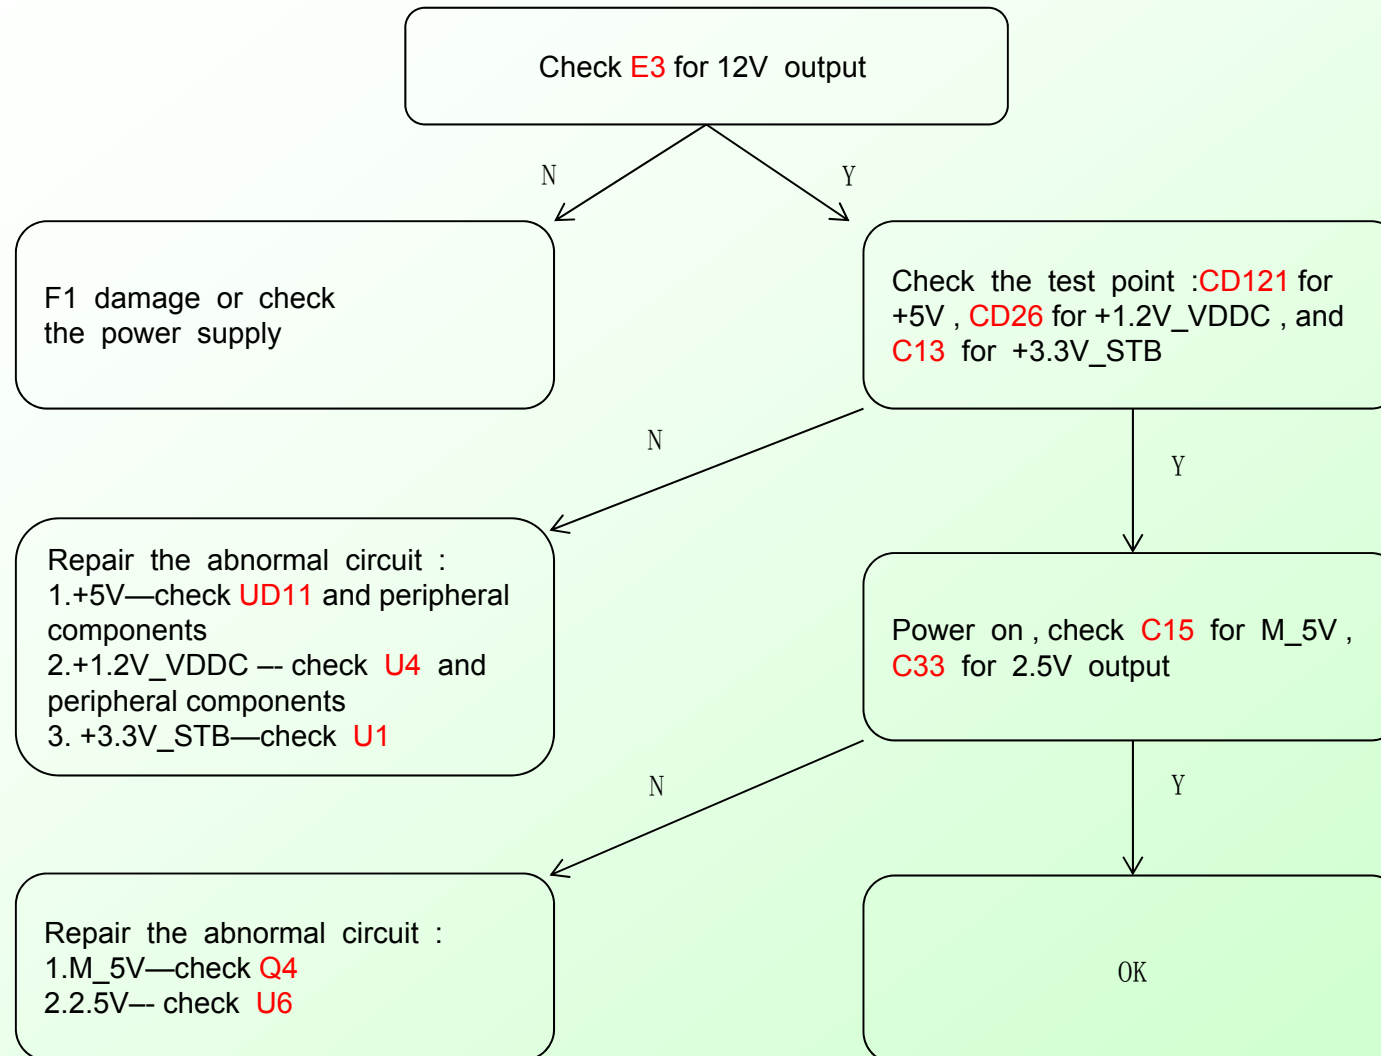 Check E3 for 12V output
N
Y
F1 damage or check
the power supply
Check the test point :CD121 for
+5V , CD26 for +1.2V_VDDC , and
C13 for +3.3V_STB
N
Y
Repair the abnormal circuit :
1.+5V—check UD11 and peripheral
components
2.+1.2V_VDDC –- check U4 and
peripheral components
3. +3.3V_STB—check U1
Power on , check C15 for M_5V ,
C33 for 2.5V output
N
Y
Repair the abnormal circuit :
1.M_5V—check Q4
2.2.5V–- check U6
OK